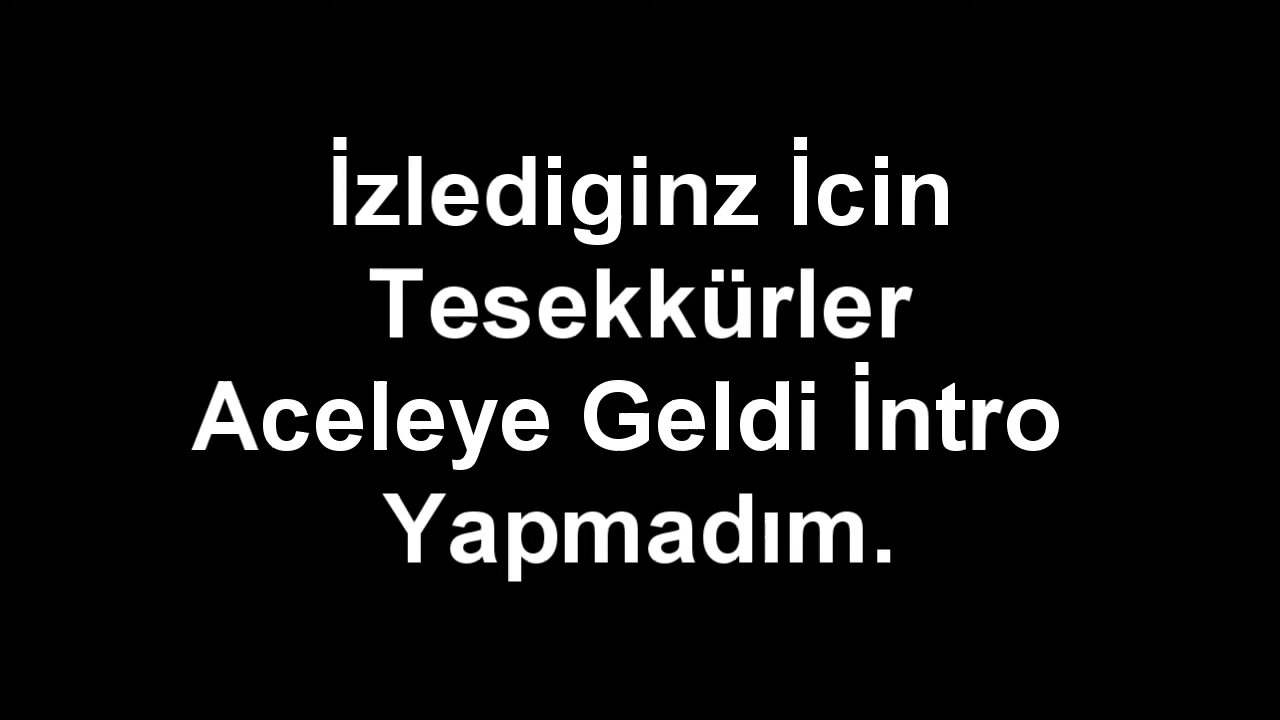 İzlediginz İcin
Tesekkürler
Aceleye Geldi İntro
Yapmadım.